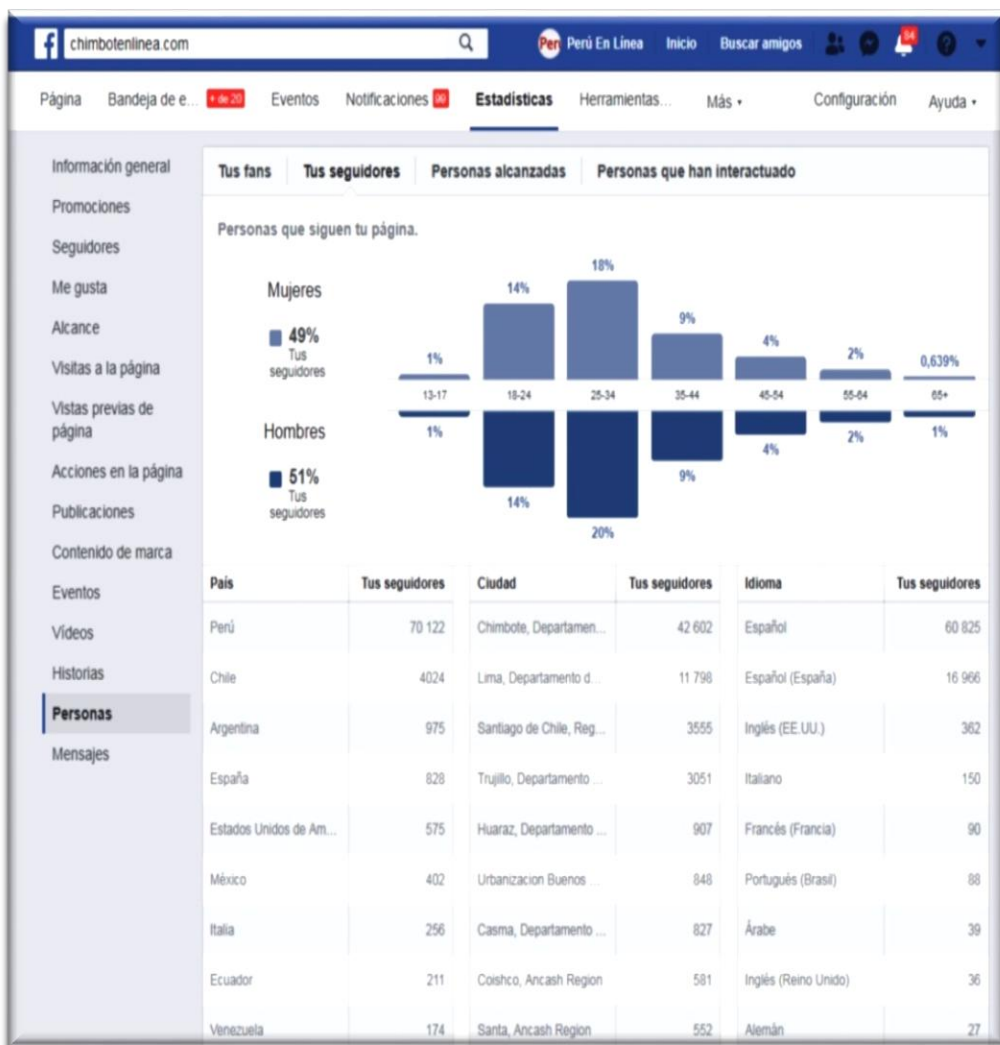 f chimbotenlinea.com
Perú En Línea Inicio Buscar amigos 84
Página Bandeja de e... + de 20 Eventos Notificaciones 99 Estadísticas Herramientas... Más Configuración Ayuda
Información general
Promociones
Seguidores
Me gusta
Alcance
Visitas a la página
Vistas previas de
página
Acciones en la página
Publicaciones
Contenido de marca
Eventos
Vídeos
Historias
Personas
Mensajes
Tus fans Tus seguidores Personas alcanzadas Personas que han interactuado
Personas que siguen tu página.
Mujeres
49%
Tus
seguidores
1% 14% 18% 9% 4% 2% 0,639%
13-17 18-24 25-34 35-44 45-54 55-64 65+
Hombres
51%
Tus
seguidores
1% 14% 20% 9% 4% 2% 1%
País Tus seguidores Ciudad Tus seguidores Idioma Tus seguidores
Perú 70 122 Chimbote, Departamen... 42 602 Español 60 825
Chile 4024 Lima, Departamento d... 11 798 Español (España) 16 966
Argentina 975 Santiago de Chile, Reg... 3555 Inglés (EE.UU.) 362
España 828 Trujillo, Departamento ... 3051 Italiano 150
Estados Unidos de Am... 575 Huaraz, Departamento ... 907 Francés (Francia) 90
México 402 Urbanizacion Buenos ... 848 Portugués (Brasil) 88
Italia 256 Casma, Departamento ... 827 Árabe 39
Ecuador 211 Coishco, Ancash Region 581 Inglés (Reino Unido) 36
Venezuela 174 Santa, Ancash Region 552 Alemán 27